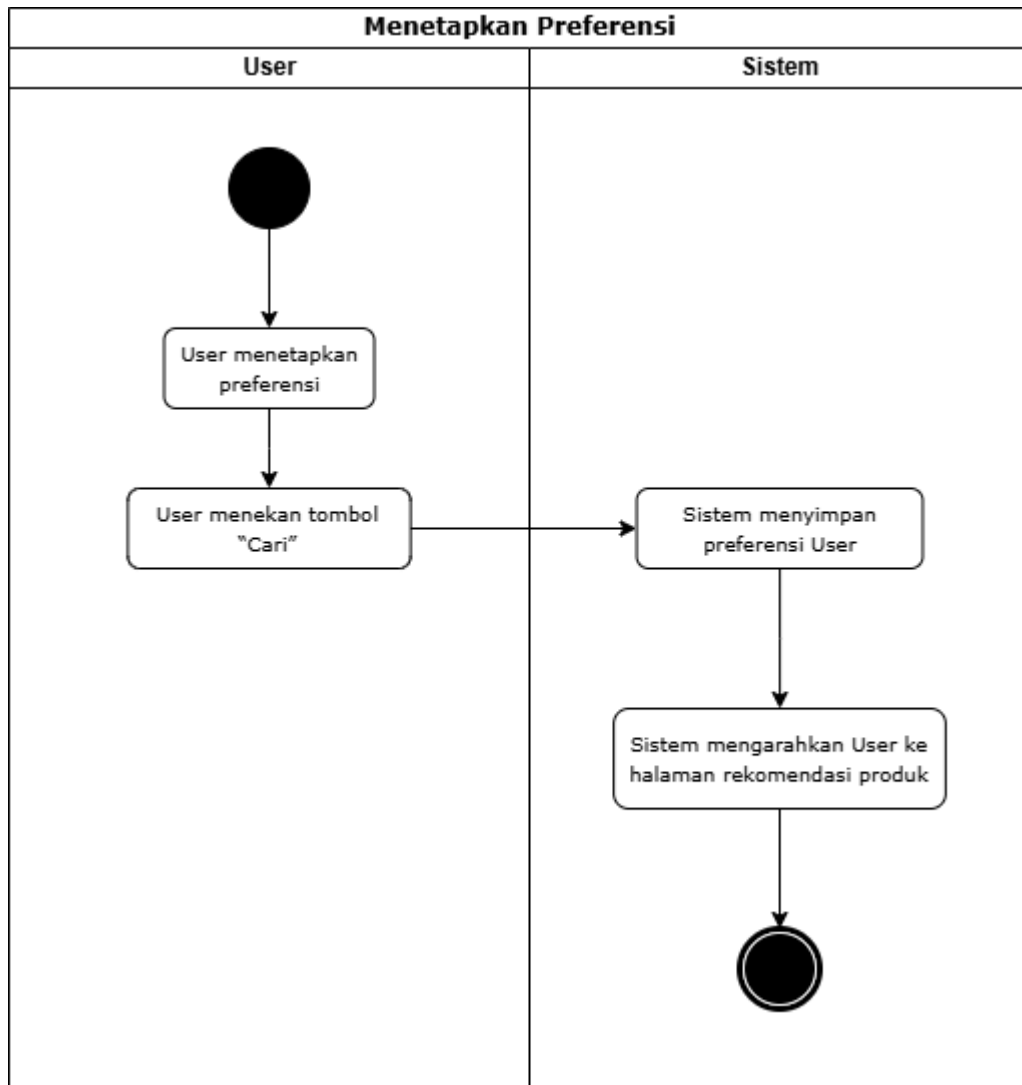 Menetapkan Preferensi
User
Sistem
User menetapkan
preferensi
User menekan tombol
“Cari”
Sistem menyimpan
preferensi User
Sistem mengarahkan User ke
halaman rekomendasi produk